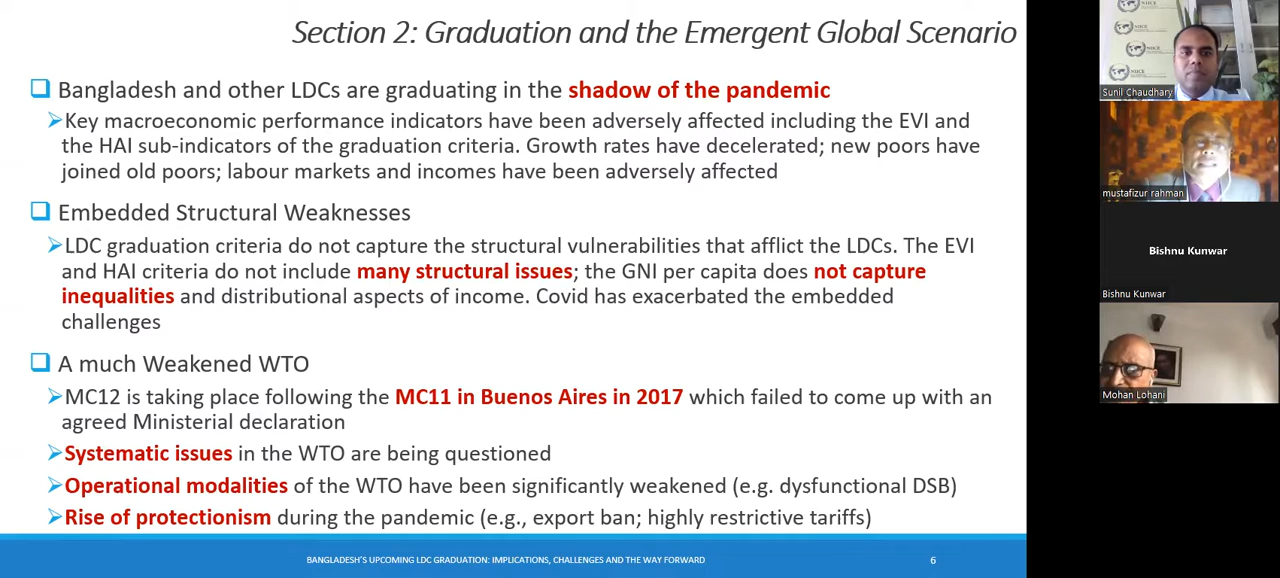 Section 2: Graduation and the Emergent Global Scenario
Bangladesh and other LDCs are graduating in the shadow of the pandemic
Key macroeconomic performance indicators have been adversely affected including the EVI and
the HAI sub-indicators of the graduation criteria. Growth rates have decelerated; new poors have
joined old poors; labour markets and incomes have been adversely affected
Embedded Structural Weaknesses
LDC graduation criteria do not capture the structural vulnerabilities that afflict the LDCs. The EVI
and HAI criteria do not include many structural issues; the GNI per capita does not capture
inequalities and distributional aspects of income. Covid has exacerbated the embedded
challenges
A much Weakened WTO
MC12 is taking place following the MC11 in Buenos Aires in 2017 which failed to come up with an
agreed Ministerial declaration
Systematic issues in the WTO are being questioned
Operational modalities of the WTO have been significantly weakened (e.g. dysfunctional DSB)
Rise of protectionism during the pandemic (e.g., export ban; highly restrictive tariffs)
BANGLADESH'S UPCOMING LDC GRADUATION: IMPLICATIONS, CHALLENGES AND THE WAY FORWARD
6
Sunil Chaudhary
mustafizur rahman
Bishnu Kunwar
Bishnu Kunwar
Mohan Lohani